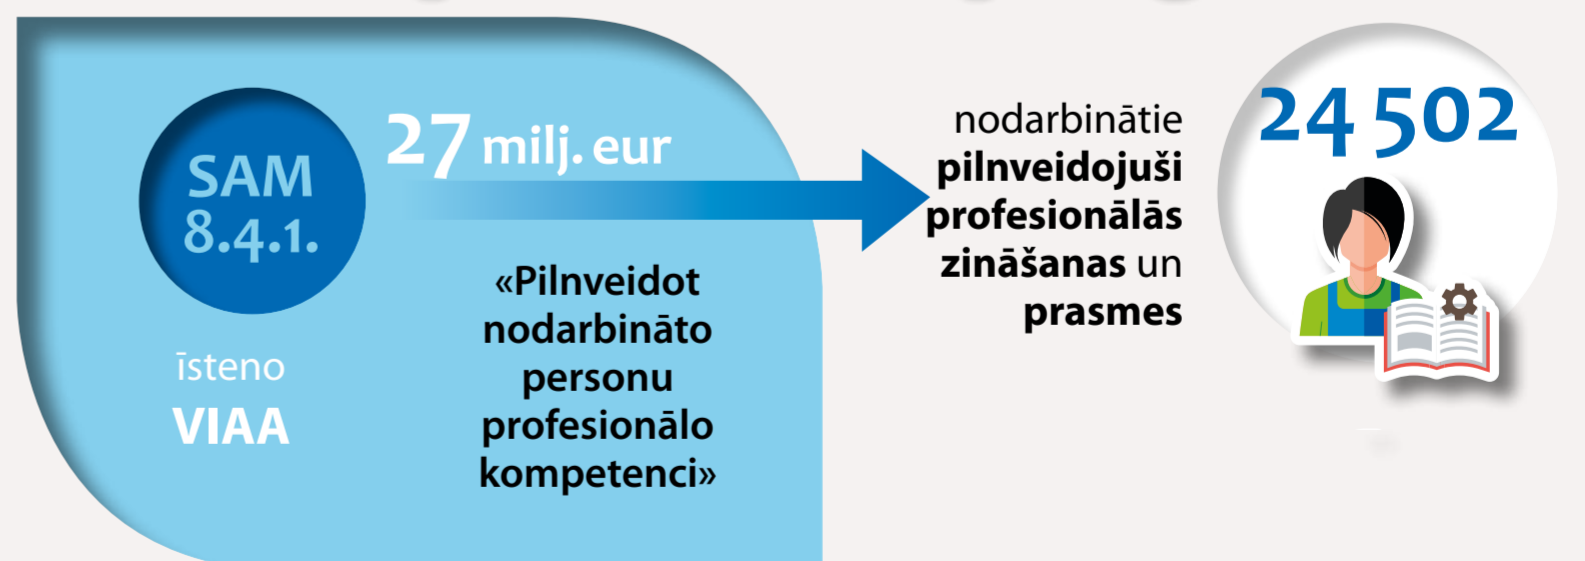 SAM
8.4.1.
īsteno
VIAA
27 milj. eur
«Pilnveidot
nodarbināto
personu
profesionālo
kompetenci»
nodarbinātie
pilnveidojuši
profesionālās
zināšanas un
prasmes
24 502